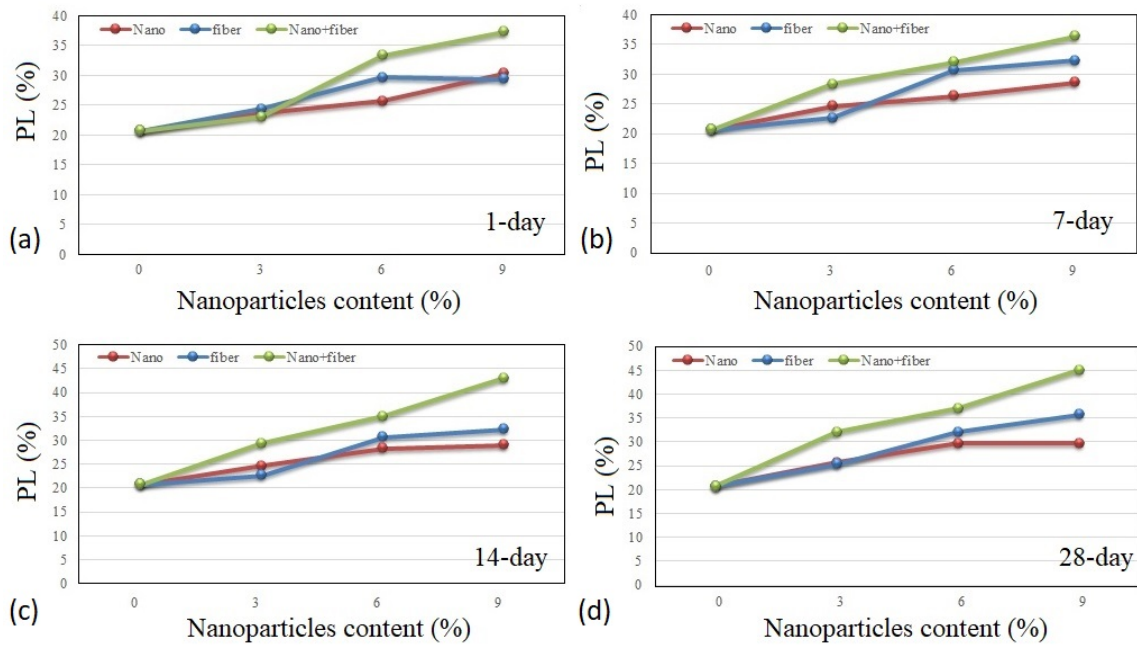 Nano fiber Nano+fiber
PL (%)
40
35
30
25
20
15
10
5
0
0 3 6 9
1-day
(a)
Nanoparticles content (%)
Nano fiber Nano+fiber
PL (%)
40
35
30
25
20
15
10
5
0
0 3 6 9
7-day
(b)
Nanoparticles content (%)
Nano fiber Nano+fiber
PL (%)
50
45
40
35
30
25
20
15
10
5
0
0 3 6 9
14-day
(c)
Nanoparticles content (%)
Nano fiber Nano+fiber
PL (%)
50
45
40
35
30
25
20
15
10
5
0
0 3 6 9
28-day
(d)
Nanoparticles content (%)